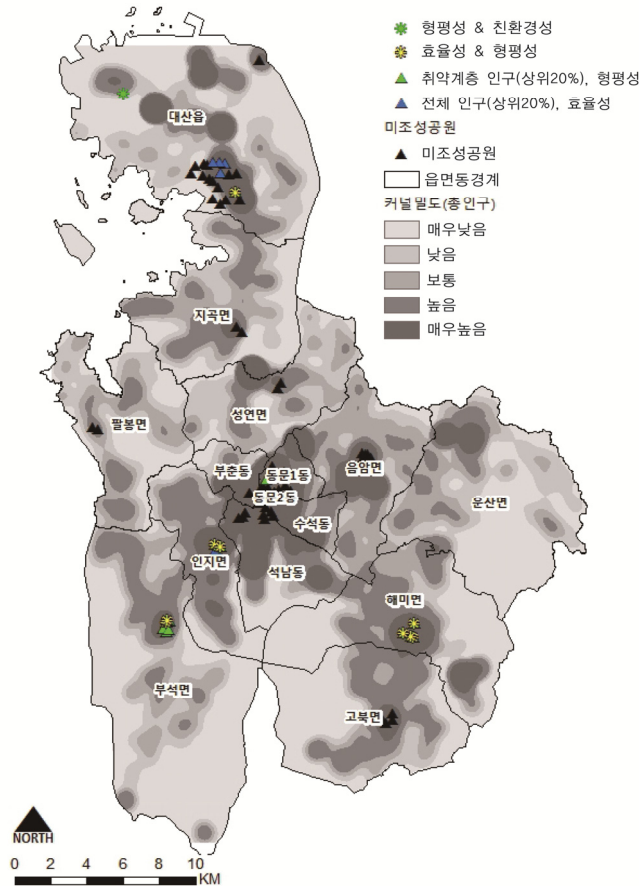 형평성 & 친환경성
효율성 & 형평성
취약계층 인구(상위20%), 형평성
전체 인구(상위20%), 효율성
미조성공원
미조성공원
읍면동경계
커널밀도(총인구)
매우낮음
낮음
보통
높음
매우높음
대산읍
지곡면
성연면
팔봉면
부춘동
동문1동
음암면
동문2동
운산면
수석동
인지면
석남동
해미면
부석면
고북면
NORTH
0 2 4 6 8 10
KM